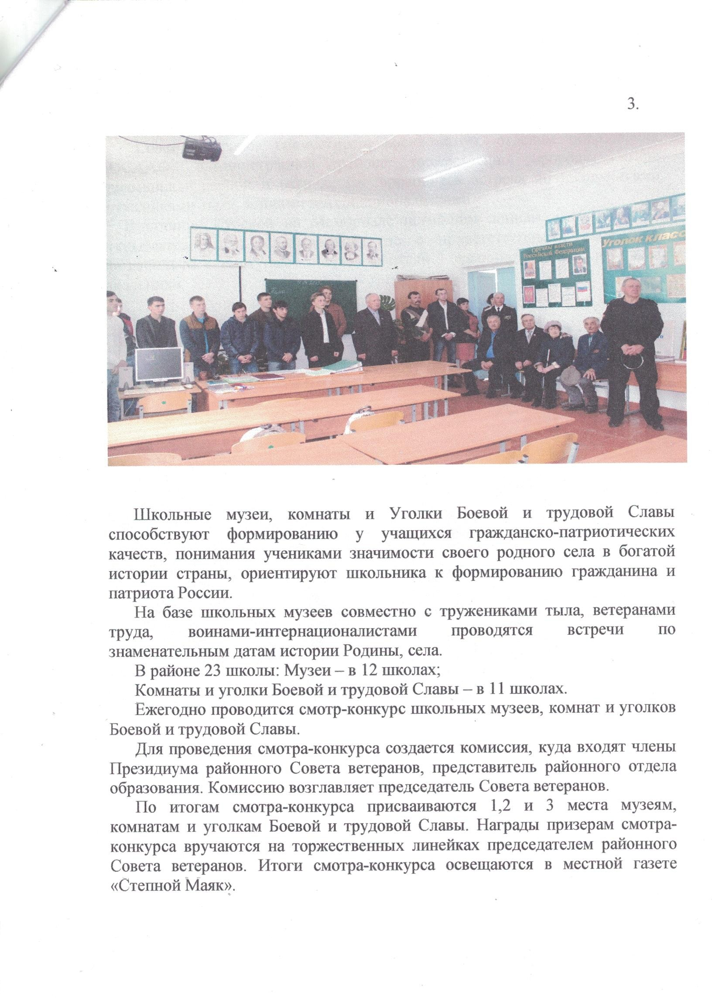 3.
Органы власти
Российской Федерации
Уголок класс
Школьные музеи, комнаты и Уголки Боевой и трудовой Славы
способствуют формированию у учащихся гражданско-патриотических
качеств, понимания учениками значимости своего родного села в богатой
истории страны, ориентируют школьника к формированию гражданина и
патриота России.
На базе школьных музеев совместно с тружениками тыла, ветеранами
труда, воинами-интернационалистами проводятся встречи по
знаменательным датам истории Родины, села.
В районе 23 школы: Музеи – в 12 школах;
Комнаты и уголки Боевой и трудовой Славы – в 11 школах.
Ежегодно проводится смотр-конкурс школьных музеев, комнат и уголков
Боевой и трудовой Славы.
Для проведения смотра-конкурса создается комиссия, куда входят члены
Президиума районного Совета ветеранов, представитель районного отдела
образования. Комиссию возглавляет председатель Совета ветеранов.
По итогам смотра-конкурса присваиваются 1,2 и 3 места музеям,
комнатам и уголкам Боевой и трудовой Славы. Награды призерам смотра-
конкурса вручаются на торжественных линейках председателем районного
Совета ветеранов. Итоги смотра-конкурса освещаются в местной газете
«Степной Маяк».